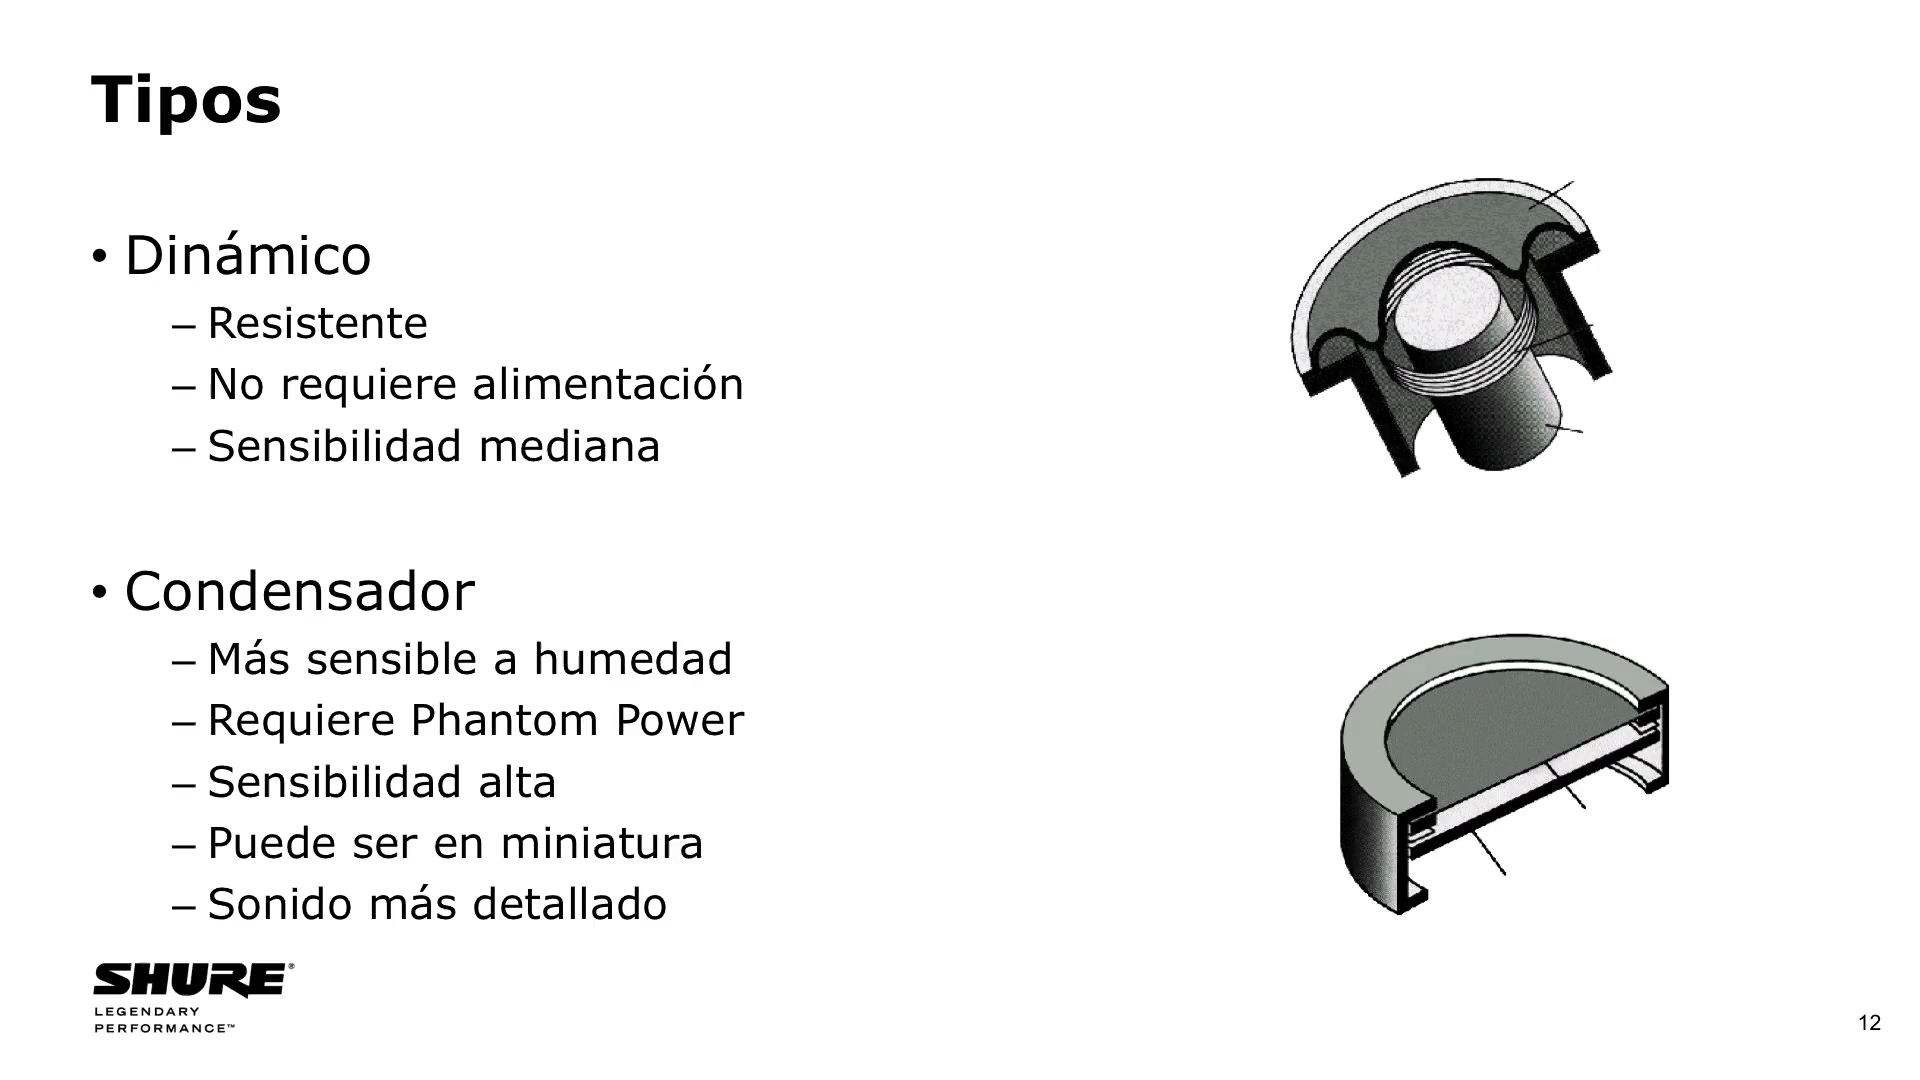 Tipos
• Dinámico
– Resistente
– No requiere alimentación
– Sensibilidad mediana
• Condensador
– Más sensible a humedad
– Requiere Phantom Power
– Sensibilidad alta
– Puede ser en miniatura
– Sonido más detallado
SHURE®
LEGENDARY
PERFORMANCE™
12